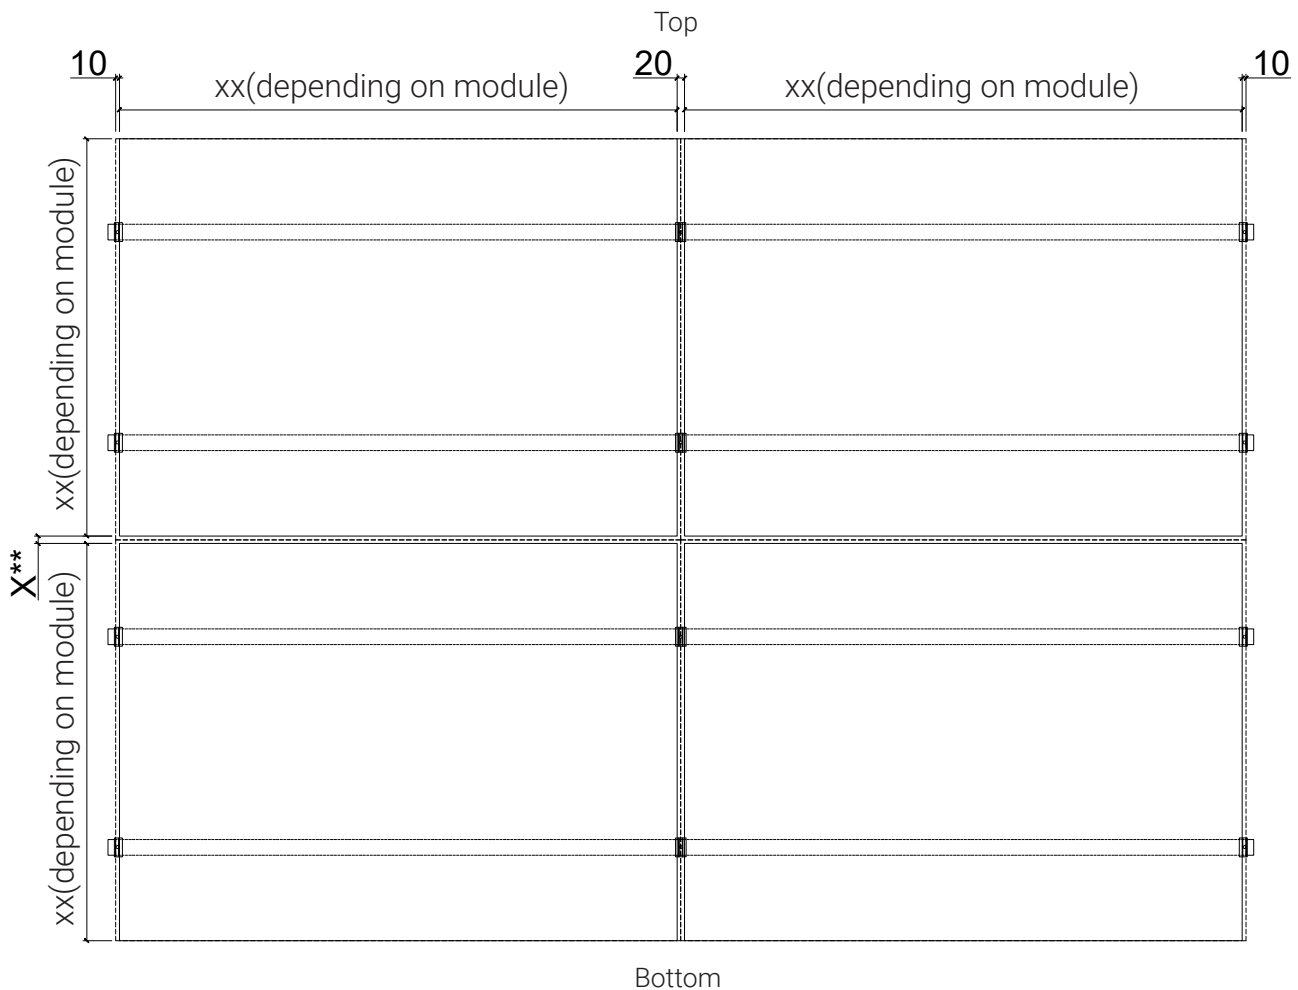 Top
10
20
10
xx(depending on module)
xx(depending on module)
xx(depending on module)
X**
xx(depending on module)
Bottom